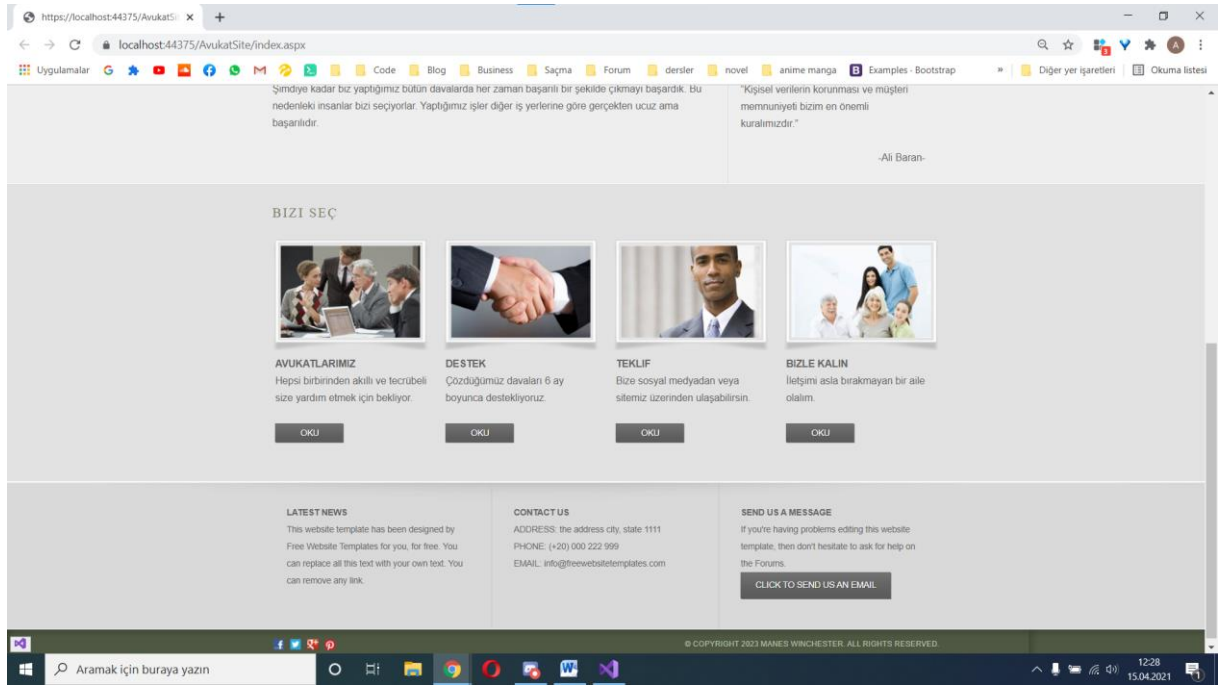 https://localhost:44375/AvukatSi
localhost:44375/AvukatSite/index.aspx
Uygulamalar
Code
Blog
Business
Saçma
Forum
dersler
novel
anime manga
B
Examples - Bootstrap
»
Diğer yer işaretleri
Okuma listesi
Şimdiye kadar biz yaptığımız bütün davalarda her zaman başarılı bir şekilde çıkmayı başardık. Bu
nedenleki insanlar bizi seçiyorlar. Yaptığımız işler diğer iş yerlerine göre gerçekten ucuz ama
başarılıdır.
"Kişisel verilerin korunması ve müşteri
memnuniyeti bizim en önemli
kuralımızdır."
-Ali Baran-
BIZI SEÇ
AVUKATLARIMIZ
Hepsi birbirinden akıllı ve tecrübeli
size yardım etmek için bekliyor.
OKU
DESTEK
Çozdüğümüz davaları 6 ay
boyunca destekliyoruz.
OKU
TEKLIF
Bize sosyal medyadan veya
sitemiz üzerinden ulaşabilirsin.
OKU
BIZLE KALIN
İletşimi asla bırakmayan bir aile
olalım.
OKU
LATEST NEWS
This website template has been designed by
Free Website Templates for you, for free. You
can replace all this text with your own text. You
can remove any link.
CONTACT US
ADDRESS: the address city, state 1111
PHONE: (+20) 000 222 999
EMAIL: info@freewebsitetemplates.com
SEND US A MESSAGE
If you're having problems editing this website
template, then don't hesitate to ask for help on
the Forums.
CLICK TO SEND US AN EMAIL
© COPYRIGHT 2023 MANES WINCHESTER. ALL RIGHTS RESERVED.
Aramak için buraya yazın
12:28
15.04.2021